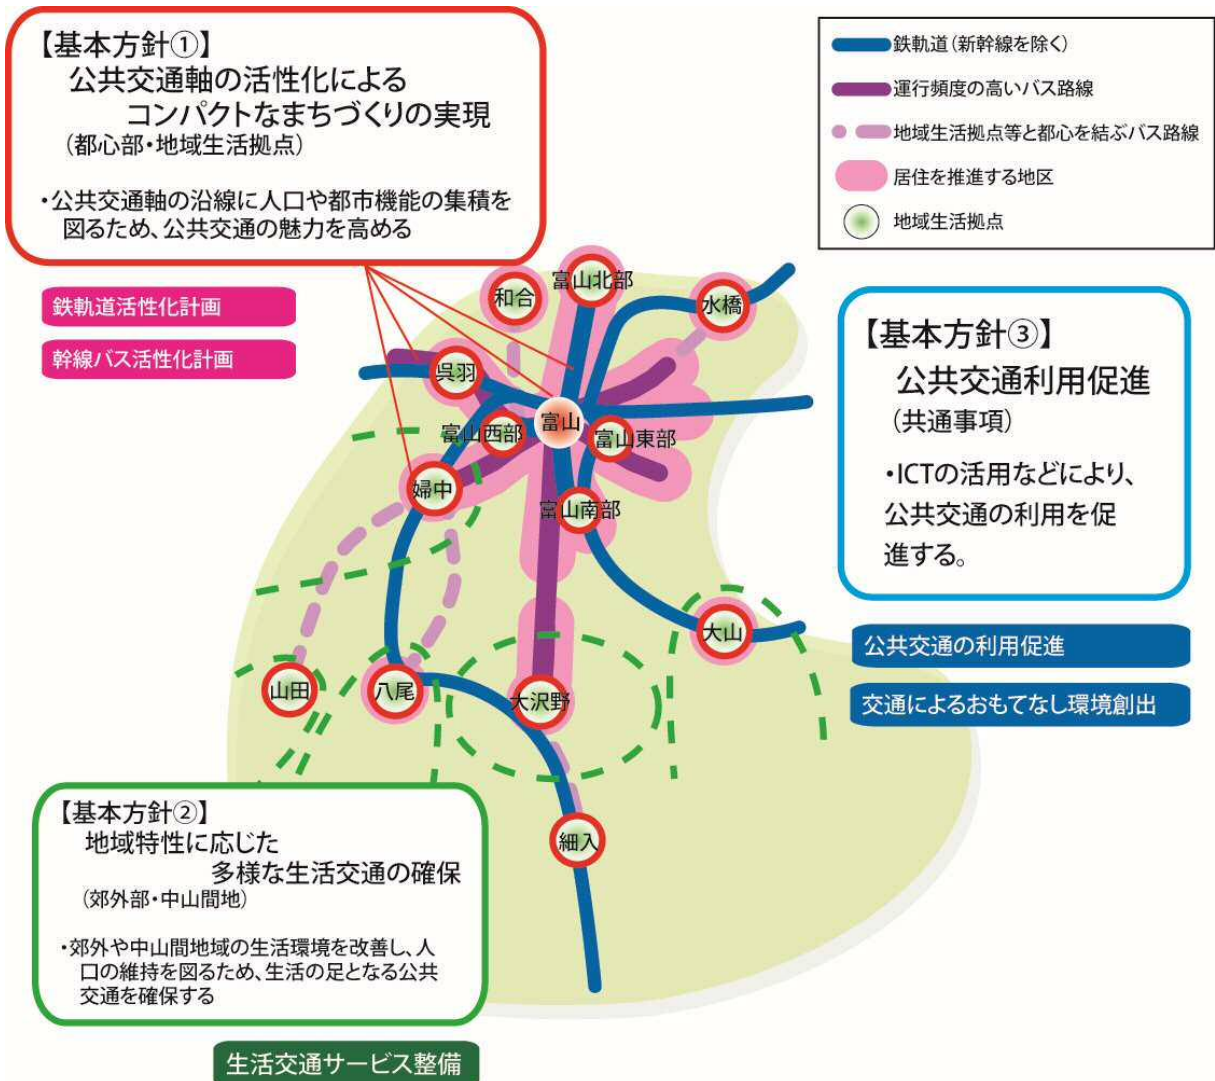 【基本方針①】
公共交通軸の活性化による
コンパクトなまちづくりの実現
(都心部・地域生活拠点)
・公共交通軸の沿線に人口や都市機能の集積を
図るため、公共交通の魅力を高める
鉄軌道活性化計画
幹線バス活性化計画
鉄軌道(新幹線を除く)
運行頻度の高いバス路線
地域生活拠点等と都心を結ぶバス路線
居住を推進する地区
地域生活拠点
【基本方針③】
公共交通利用促進
(共通事項)
・ICTの活用などにより、
公共交通の利用を促
進する。
公共交通の利用促進
交通によるおもてなし環境創出
富山北部
和合
水橋
呉羽
富山
富山西部
富山東部
婦中
富山南部
大山
山田
八尾
大沢野
細入
【基本方針②】
地域特性に応じた
多様な生活交通の確保
(郊外部・中山間地)
・郊外や中山間地域の生活環境を改善し、人
口の維持を図るため、生活の足となる公共
交通を確保する
生活交通サービス整備